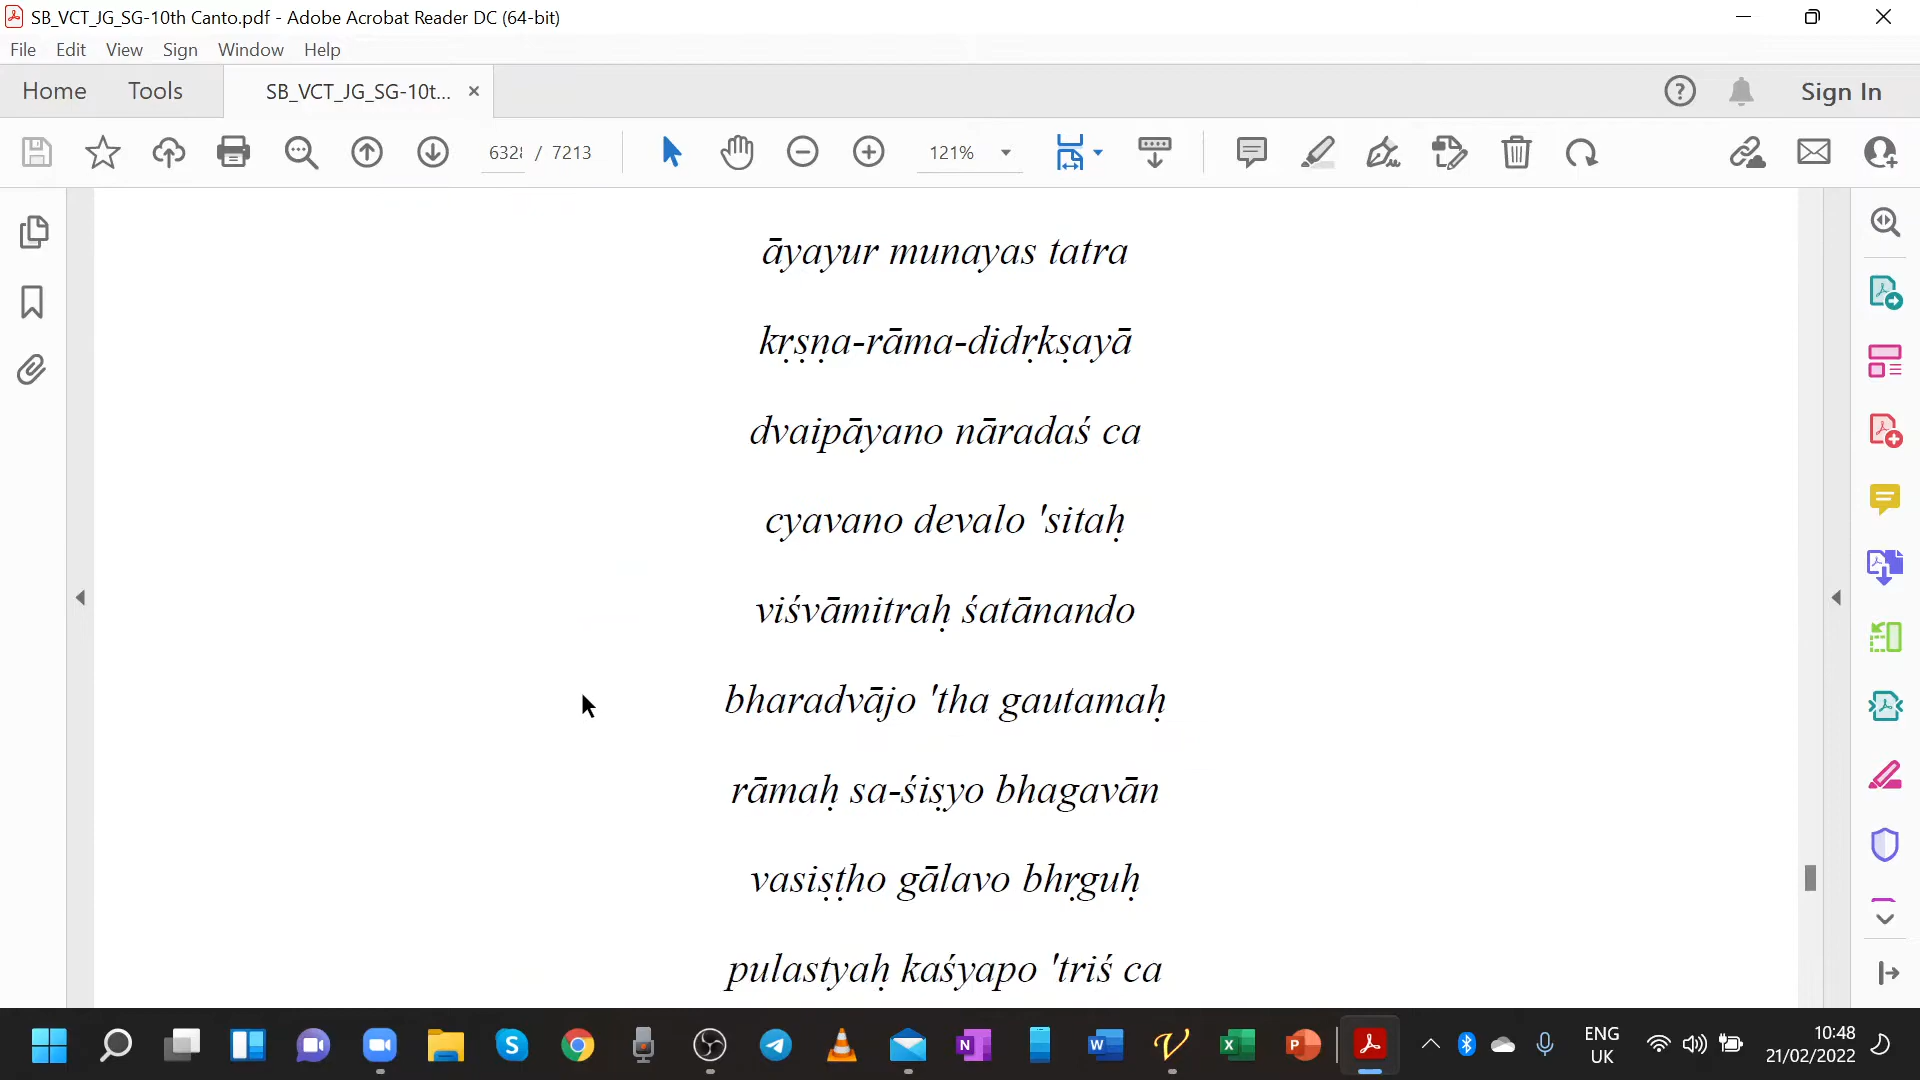 SB_VCT_JG_SG-10th Canto.pdf - Adobe Acrobat Reader DC (64-bit)
File Edit View Sign Window Help
Home Tools SB_VCT_JG_SG-10t... × Sign In
6328 / 7213 121%
āyayur munayas tatra
kṛṣṇa-rāma-didṛkṣayā
dvaipāyano nāradaś ca
cyavano devalo 'sitaḥ
viśvāmitraḥ śatānando
bharadvājo 'tha gautamaḥ
rāmaḥ sa-śiṣyo bhagavān
vasiṣṭho gālavo bhṛguḥ
pulastyaḥ kaśyapo 'triś ca
ENG
UK
10:48
21/02/2022